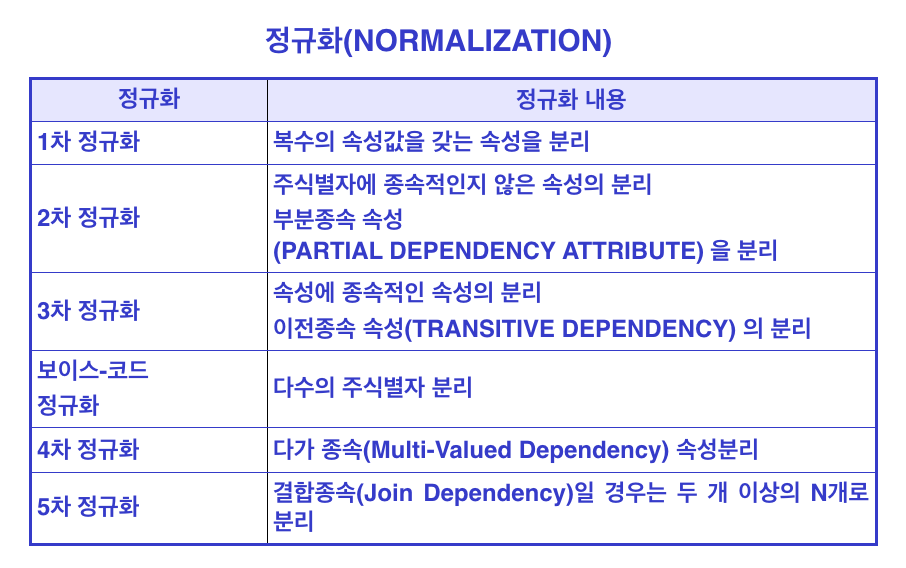 정규화(NORMALIZATION)
정규화
정규화 내용
1차 정규화
복수의 속성값을 갖는 속성을 분리
2차 정규화
주식별자에 종속적인지 않은 속성의 분리
부분종속 속성
(PARTIAL DEPENDENCY ATTRIBUTE) 을 분리
3차 정규화
속성에 종속적인 속성의 분리
이전종속 속성(TRANSITIVE DEPENDENCY) 의 분리
보이스-코드
정규화
다수의 주식별자 분리
4차 정규화
다가 종속(Multi-Valued Dependency) 속성분리
5차 정규화
결합종속(Join Dependency)일 경우는 두 개 이상의 N개로
분리